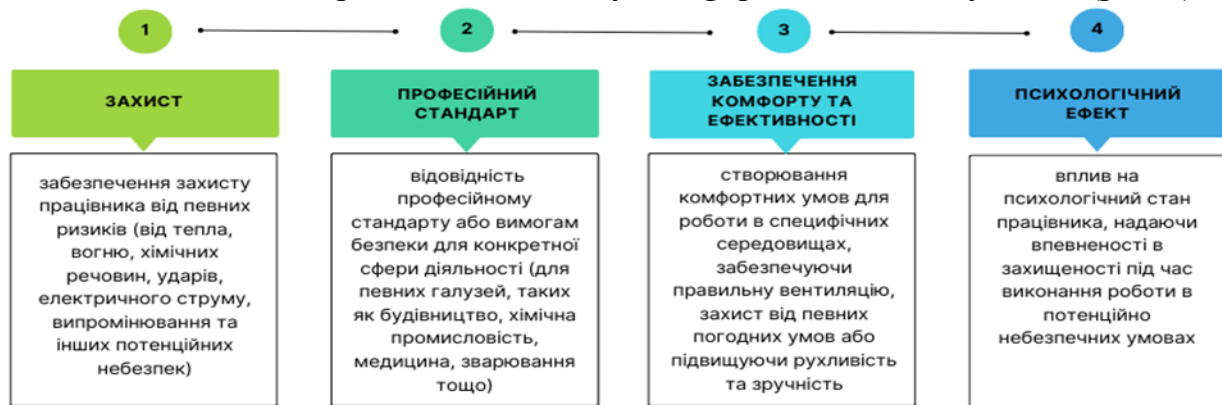 1
2
3
4
ЗАХИСТ
ПРОФЕСІЙНИЙ
СТАНДАРТ
ЗАБЕЗПЕЧЕННЯ
КОМФОРТУ ТА
ЕФЕКТИВНОСТІ
ПСИХОЛОГІЧНИЙ
ЕФЕКТ
забезпечення захисту
працівника від певних
ризиків (від тепла,
вогню, хімічних
речовин, ударів,
електричного струму,
випромінювання та
інших потенційних
небезпек)
відовідність
професійному
стандарту або вимогам
безпеки для конкретної
сфери діяльності (для
певних галузей, таких
як будівництво, хімічна
промисловість,
медицина, зварювання
тощо)
створювання
комфортних умов для
роботи в специфічних
середовищах,
забезпечуючи
правильну вентиляцію,
захист від певних
погодних умов або
підвищуючи рухливість
та зручність
вплив на
психологічний стан
працівника, надаючи
впевненості в
захищеності під час
виконання роботи в
потенційно
небезпечних умовах